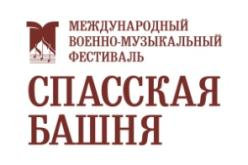 МЕЖДУНАРОДНЫЙ
ВОЕННО-МУЗЫКАЛЬНЫЙ
ФЕСТИВАЛЬ
СПАССКАЯ
БАШНЯ